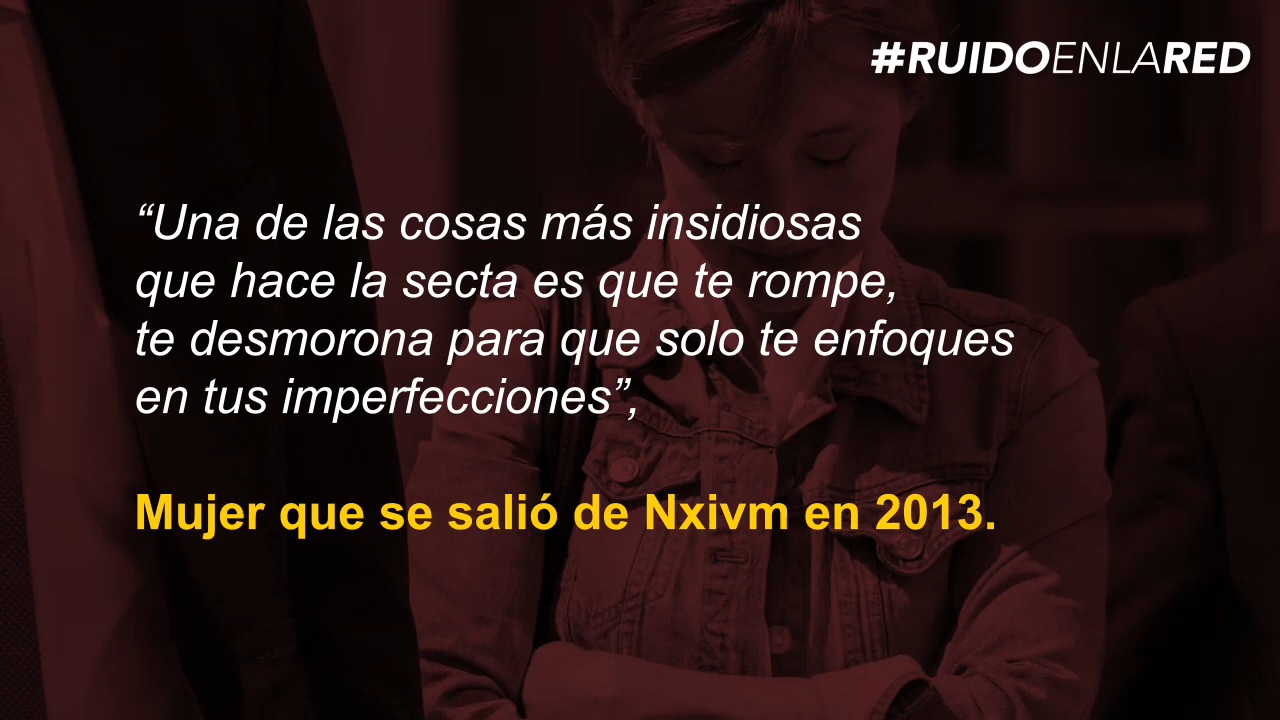 #RUIDOENLARED
“Una de las cosas más insidiosas
que hace la secta es que te rompe,
te desmorona para que solo te enfoques
en tus imperfecciones”,
Mujer que se salió de Nxivm en 2013.